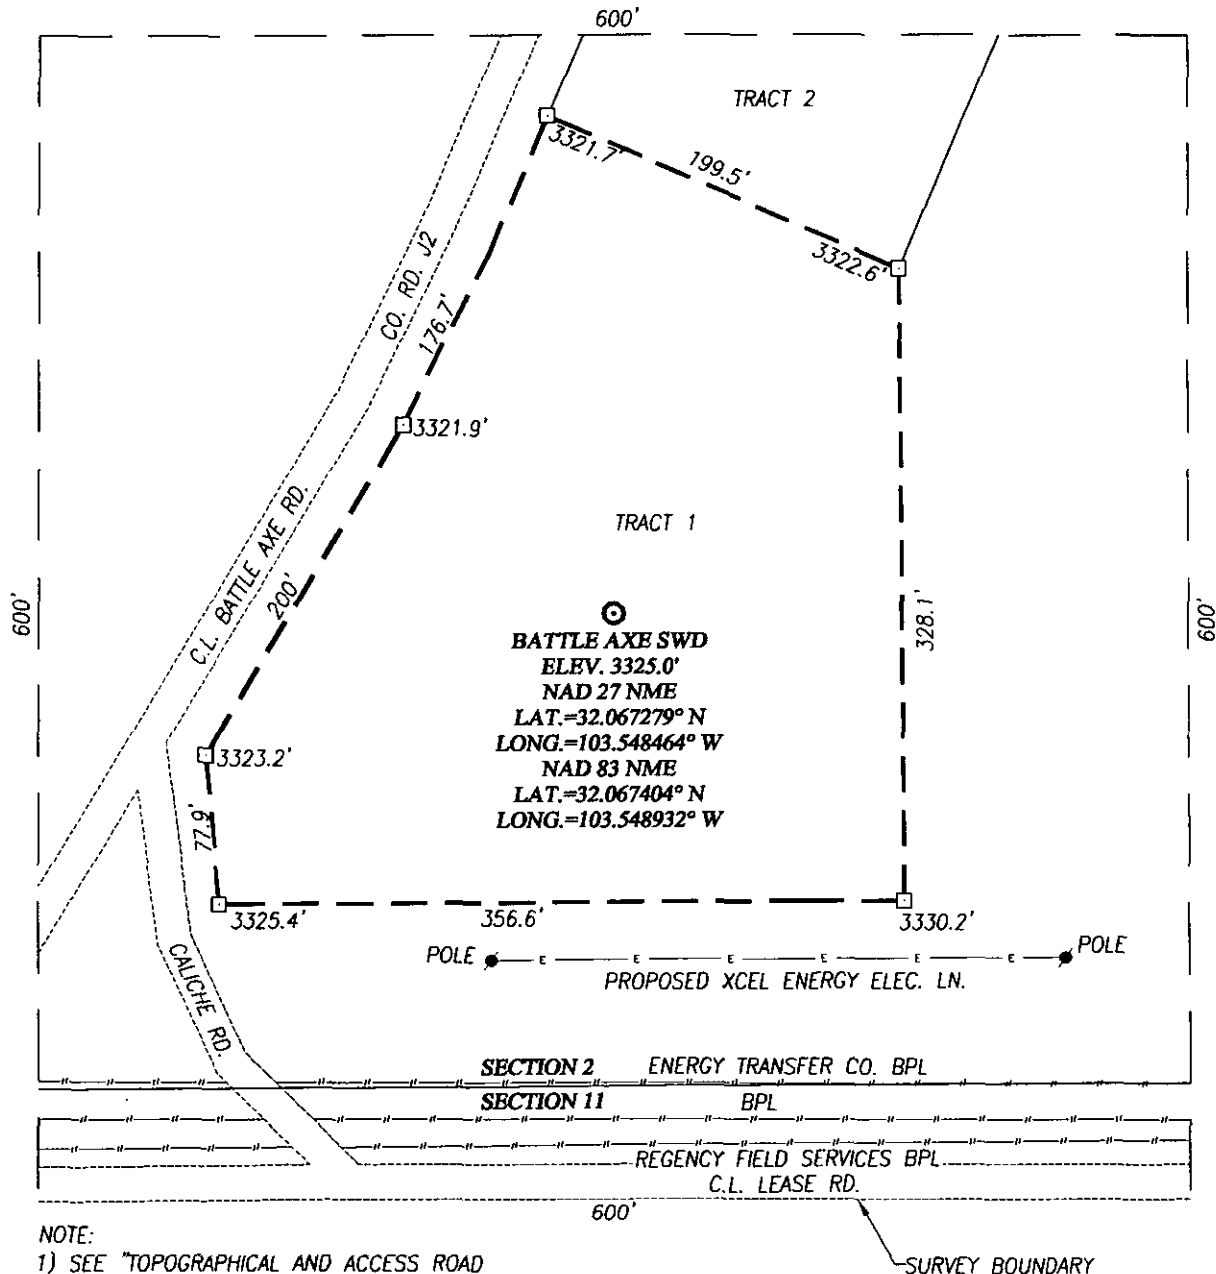 600'
TRACT 2
3321.7'
199.5'
3322.6'
CO. RD. J2
176.7'
3321.9'
C.L. BATTLE AXE RD.
200'
TRACT 1
600'
328.1'
600'
BATTLE AXE SWD
ELEV. 3325.0'
NAD 27 NME
LAT.=32.067279° N
LONG.=103.548464° W
NAD 83 NME
LAT.=32.067404° N
LONG.=103.548932° W
3323.2'
77.9'
3325.4'
356.6'
3330.2'
POLE
E E E E E E
POLE
PROPOSED XCEL ENERGY ELEC. LN.
CALICHE RD.
SECTION 2 ENERGY TRANSFER CO. BPL
SECTION 11 BPL
REGENCY FIELD SERVICES BPL
C.L. LEASE RD.
600'
NOTE:
1) SEE "TOPOGRAPHICAL AND ACCESS ROAD
SURVEY BOUNDARY